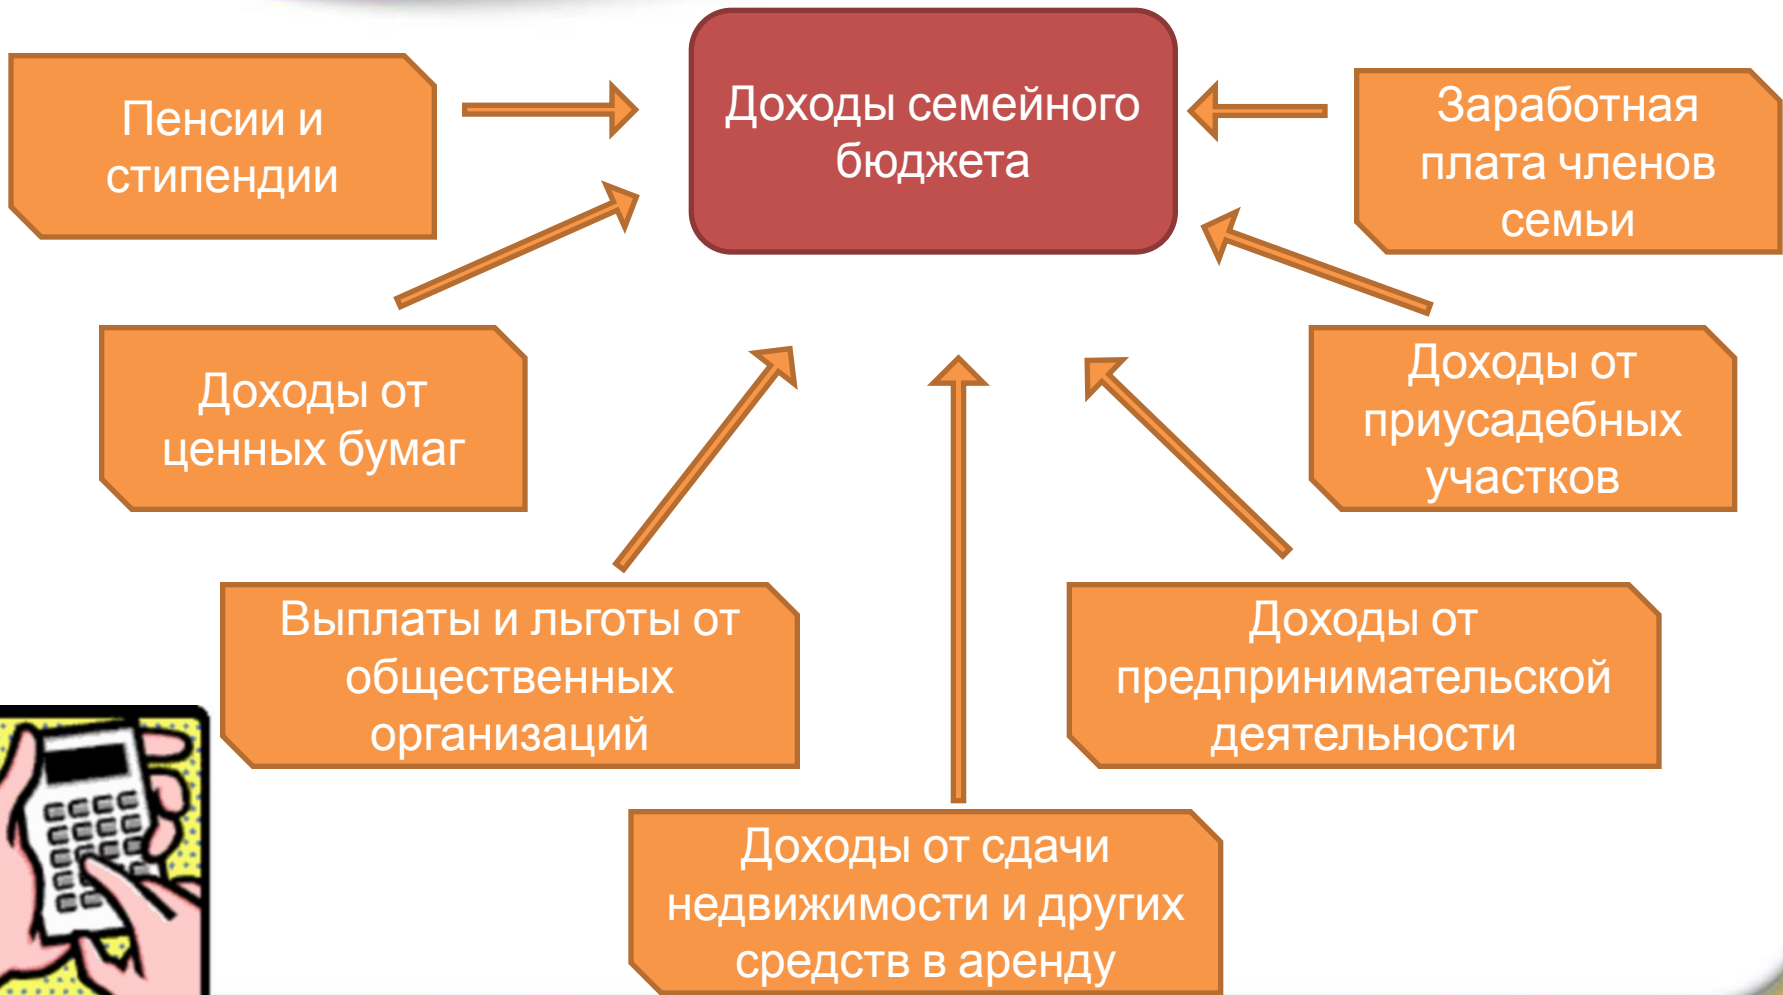 Доходы семейного
бюджета
Пенсии и
стипендии
Заработная
плата членов
семьи
Доходы от
ценных бумаг
Доходы от
приусадебных
участков
Выплаты и льготы от
общественных
организаций
Доходы от
предпринимательской
деятельности
Доходы от сдачи
недвижимости и других
средств в аренду